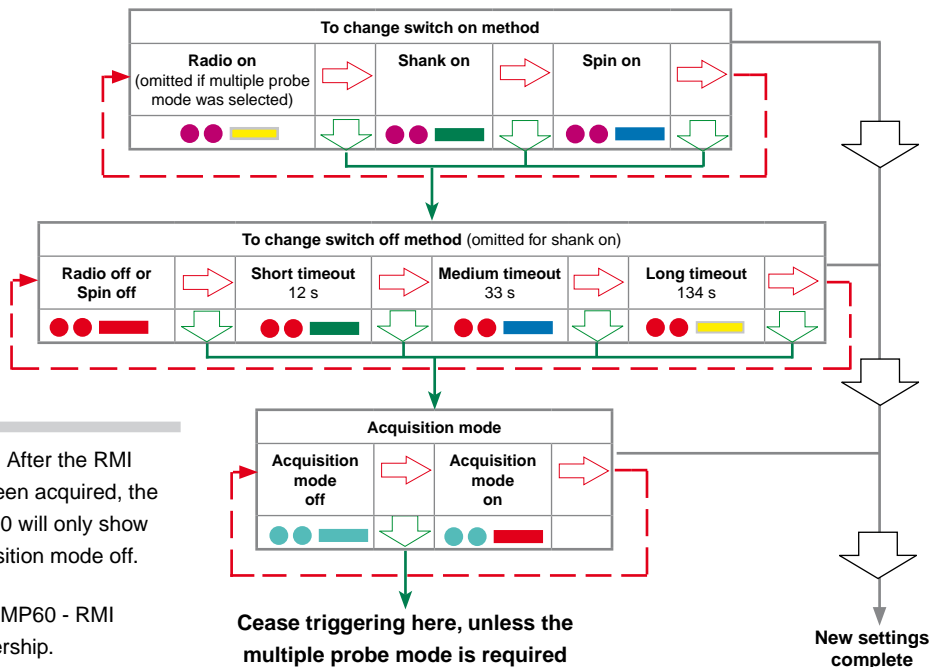 To change switch on method
Radio on
(omitted if multiple probe
mode was selected)
Shank on
Spin on
To change switch off method (omitted for shank on)
Radio off or
Spin off
Short timeout
12 s
Medium timeout
33 s
Long timeout
134 s
Acquisition mode
Acquisition
mode
off
Acquisition
mode
on
After the RMI
een acquired, the
0 will only show
sition mode off.
MP60 - RMI
ership.
Cease triggering here, unless the
multiple probe mode is required
New settings
complete